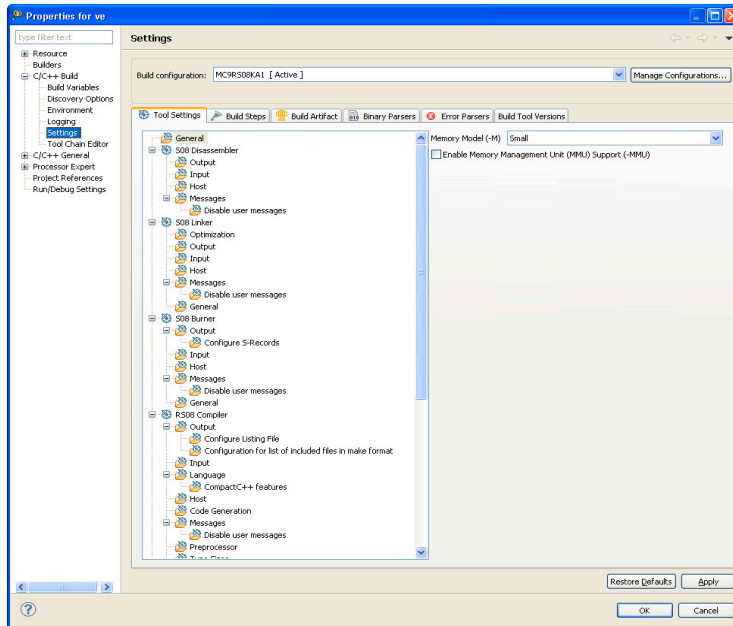 Properties for ve
type filter text
Settings
Resource
Builders
C/C++ Build
Build Variables
Discovery Options
Environment
Logging
Settings
Tool Chain Editor
C/C++ General
Processor Expert
Project References
Run/Debug Settings
Build configuration: MC9RS08KA1 [ Active ] Manage Configurations...
Tool Settings Build Steps Build Artifact Binary Parsers Error Parsers Build Tool Versions
General
S08 Disassembler
Output
Input
Host
Messages
Disable user messages
S08 Linker
Optimization
Output
Input
Host
Messages
Disable user messages
General
S08 Burner
Output
Configure S-Records
Input
Host
Messages
Disable user messages
General
RS08 Compiler
Output
Configure Listing File
Configuration for list of included files in make format
Input
Language
CompactC++ features
Host
Code Generation
Messages
Disable user messages
Preprocessor
Memory Model (-M) Small
Enable Memory Management Unit (MMU) Support (-MMU)
Restore Defaults Apply
OK Cancel